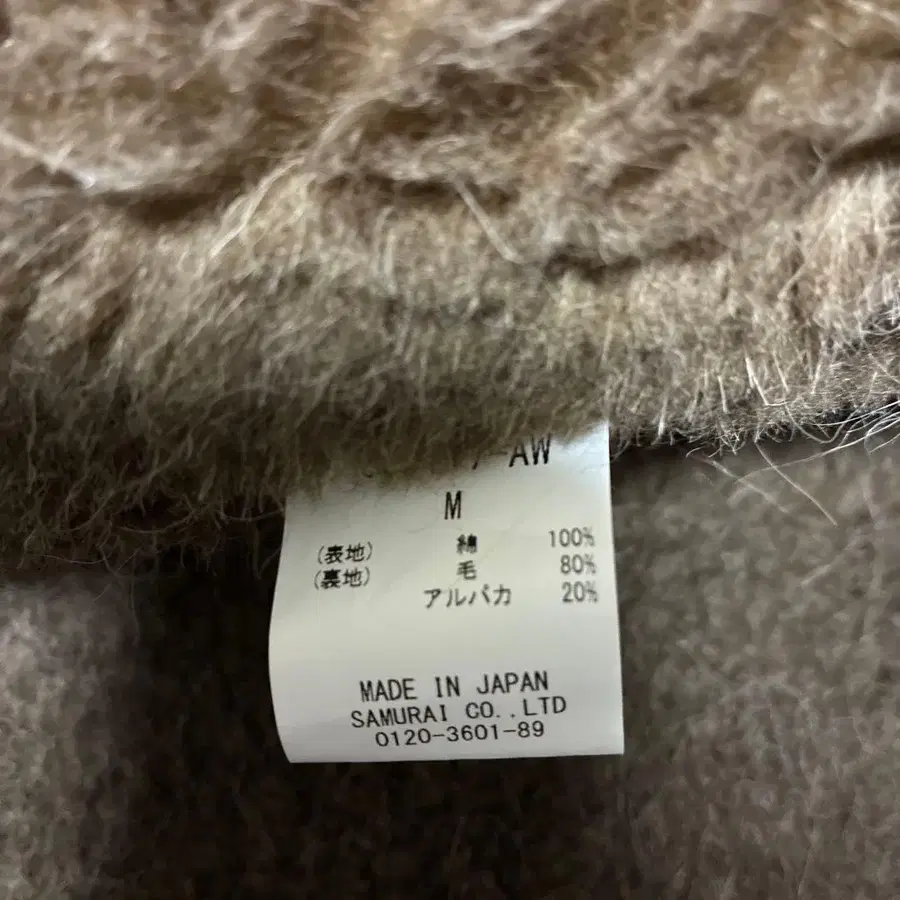 AW
M
(表地) 綿 100%
(裏地) 毛 80%
アルパカ 20%
MADE IN JAPAN
SAMURAI CO.,LTD
0120-3601-89